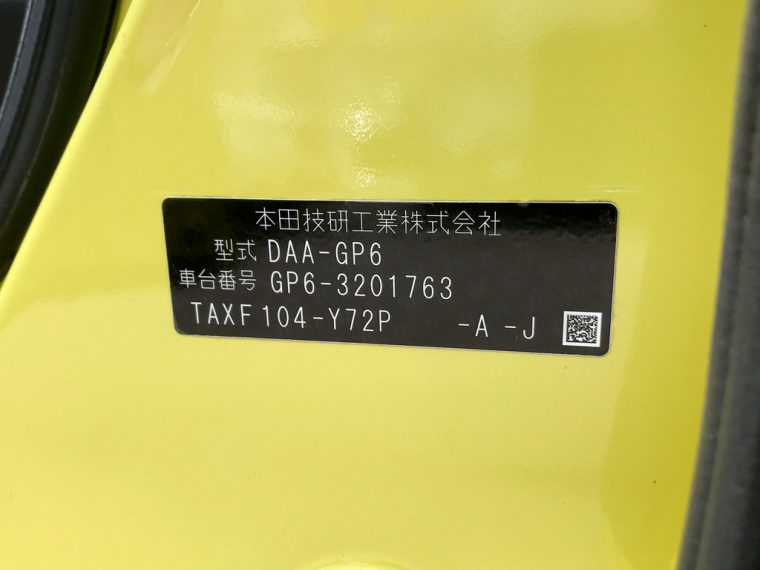 本田技研工業株式会社
型式 DAA-GP6
車台番号 GP6-3201763
TAXF104-Y72P -A -J